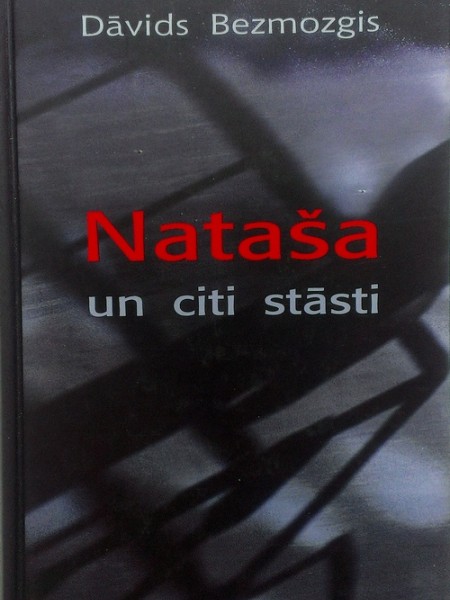 Dāvids Bezmozgis
Nataša
un citi stāsti